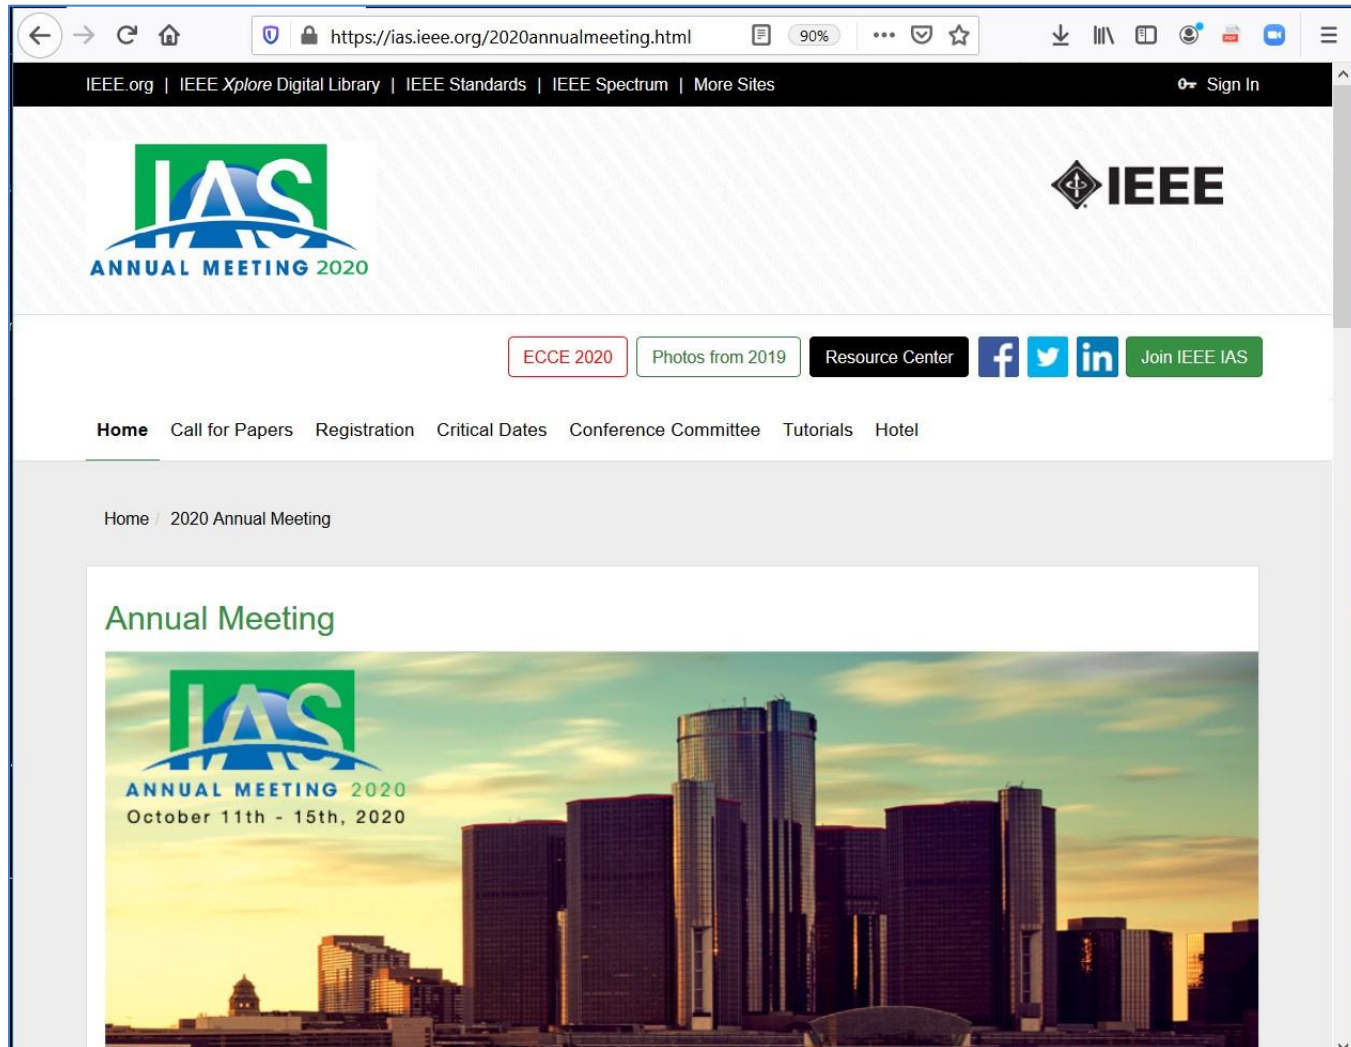 https://ias.ieee.org/2020annualmeeting.html 90%
IEEE.org | IEEE Xplore Digital Library | IEEE Standards | IEEE Spectrum | More Sites Sign In
IAS
ANNUAL MEETING 2020
IEEE
ECCE 2020 Photos from 2019 Resource Center f in Join IEEE IAS
Home Call for Papers Registration Critical Dates Conference Committee Tutorials Hotel
Home / 2020 Annual Meeting
Annual Meeting
IAS
ANNUAL MEETING 2020
October 11th - 15th, 2020